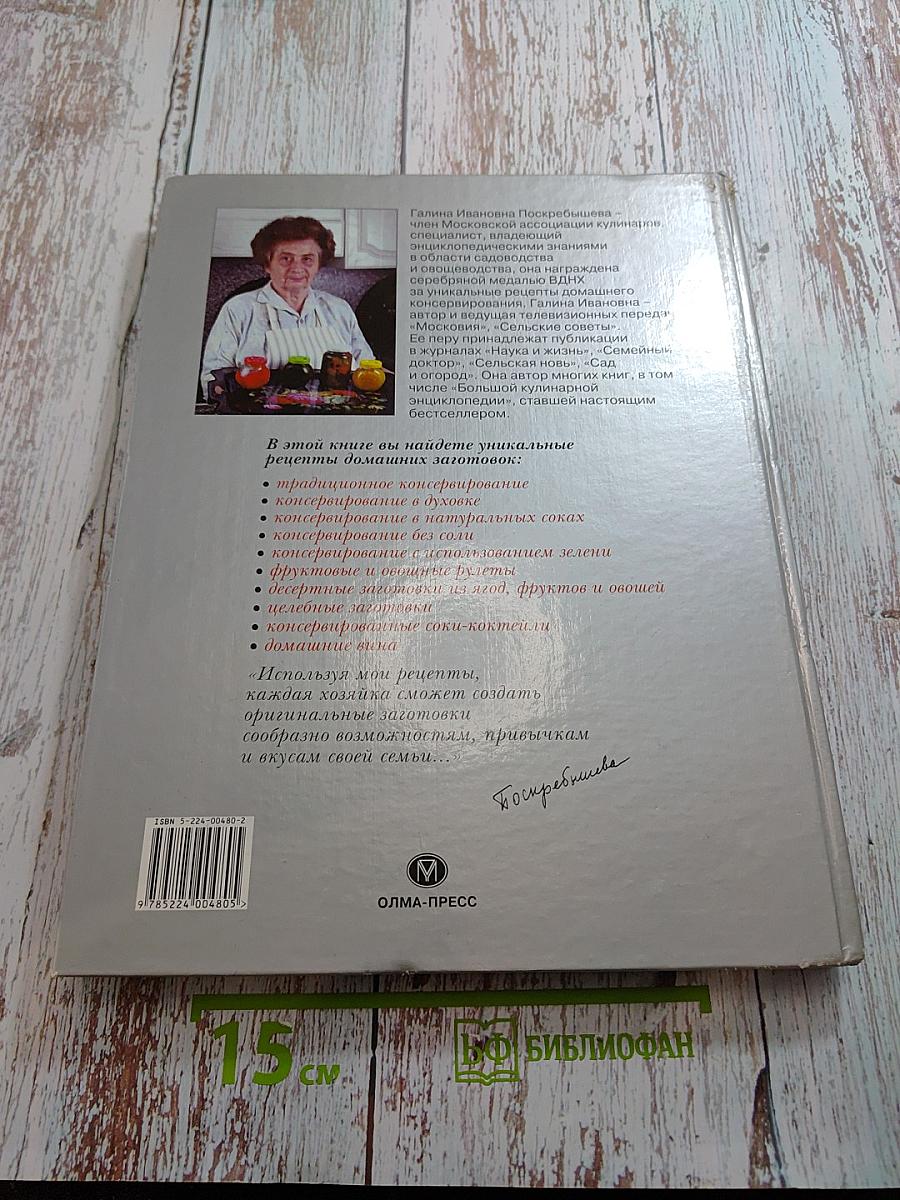 Галина Ивановна Поскребышева –
член Московской ассоциации кулинаров,
специалист, владеющий
энциклопедическими знаниями
в области садоводства
и овощеводства, она награждена
серебряной медалью ВДНХ
за уникальные рецепты домашнего
консервирования, Галина Ивановна –
автор и ведущая телевизионных передач
«Московия», «Сельские советы».
Ее перу принадлежат публикации
в журналах «Наука и жизнь», «Семейный
доктор», «Сельская новь», «Сад
и огород». Она автор многих книг, в том
числе «Большой кулинарной
энциклопедии», ставшей настоящим
бестселлером.
В этой книге вы найдете уникальные
рецепты домашних заготовок:
• традиционное консервирование
• консервирование в духовке
• консервирование в натуральных соках
• консервирование без соли
• консервирование с использованием зелени
• фруктовые и овощные рулеты
• десертные заготовки из ягод, фруктов и овощей
• целебные заготовки
• консервированные соки-коктейли
• домашние вина
«Используя мои рецепты,
каждая хозяйка сможет создать
оригинальные заготовки
сообразно возможностям, привычкам
и вкусам своей семьи...»
Поскребышева
ISBN 5-224-00480-2
9 785224 004805 >
ОЛМА-ПРЕСС
15 см
БФ БИБЛИОФАН